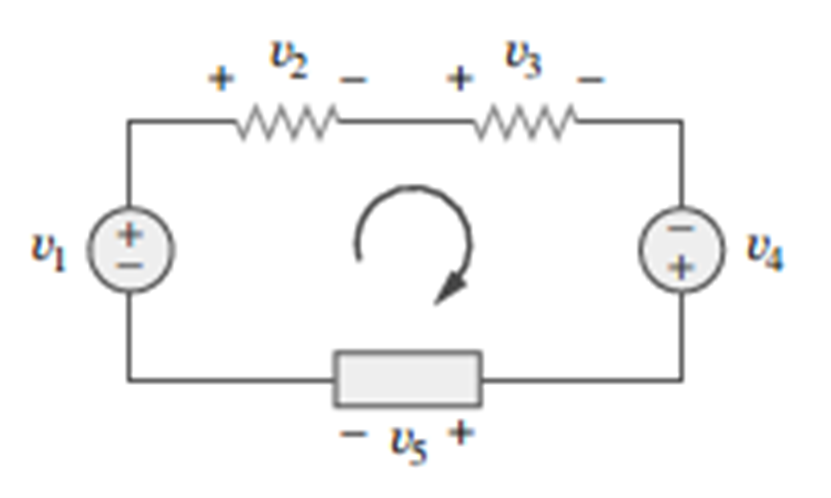 + v₂ − + v₃ −
v₁ + − − + v₄
− v₅ +